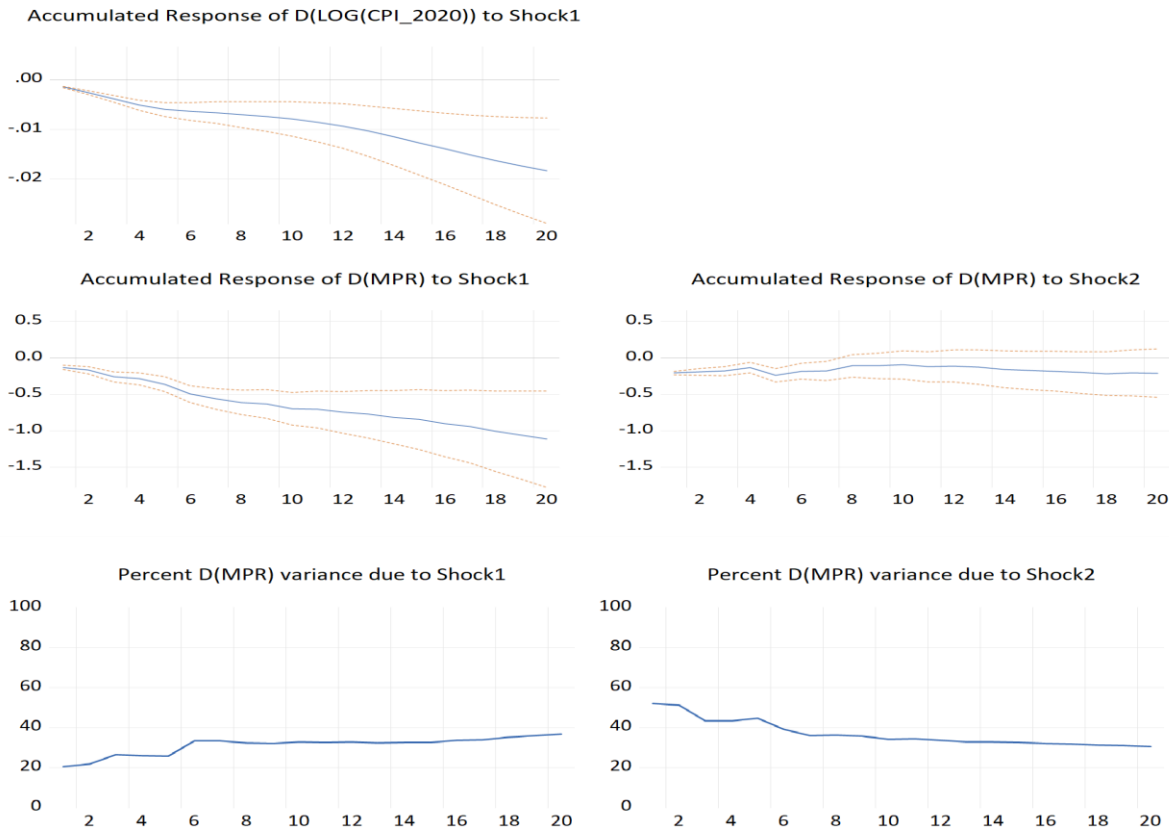 Accumulated Response of D(LOG(CPI_2020)) to Shock1
.00
-.01
-.02
2 4 6 8 10 12 14 16 18 20
Accumulated Response of D(MPR) to Shock1
0.5
0.0
-0.5
-1.0
-1.5
2 4 6 8 10 12 14 16 18 20
Accumulated Response of D(MPR) to Shock2
0.5
0.0
-0.5
-1.0
-1.5
2 4 6 8 10 12 14 16 18 20
Percent D(MPR) variance due to Shock1
100
80
60
40
20
0
2 4 6 8 10 12 14 16 18 20
Percent D(MPR) variance due to Shock2
100
80
60
40
20
0
2 4 6 8 10 12 14 16 18 20